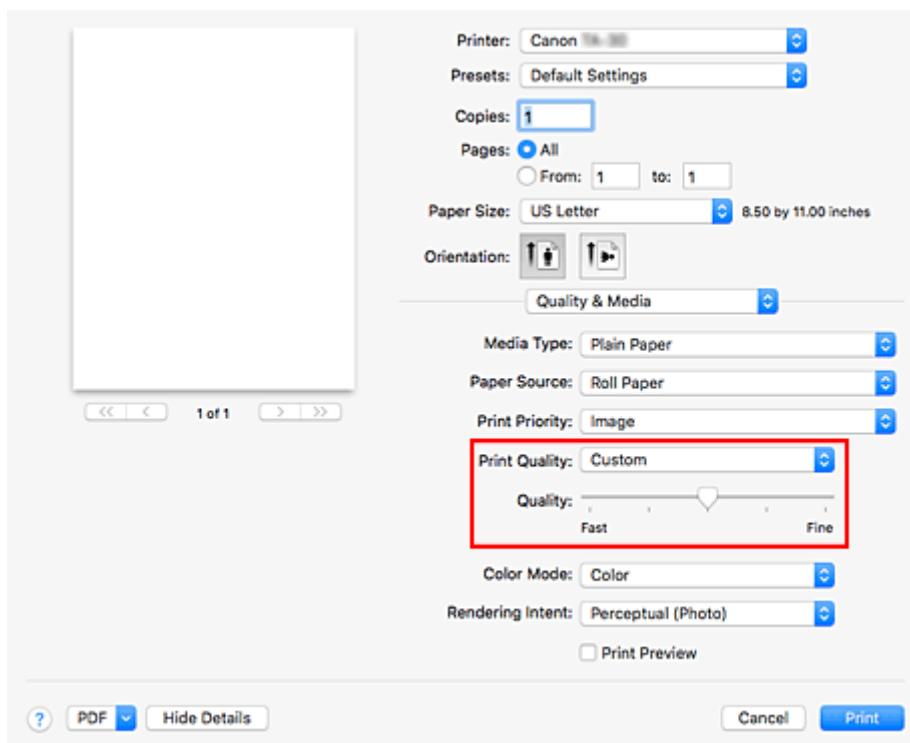 Printer: Canon
Presets: Default Settings
Copies: 1
Pages: All
From: 1 to: 1
Paper Size: US Letter 8.50 by 11.00 inches
Orientation:
Quality & Media
Media Type: Plain Paper
Paper Source: Roll Paper
<< < 1 of 1 > >>
Print Priority: Image
Print Quality: Custom
Quality:
Fast Fine
Color Mode: Color
Rendering Intent: Perceptual (Photo)
Print Preview
? PDF Hide Details Cancel Print